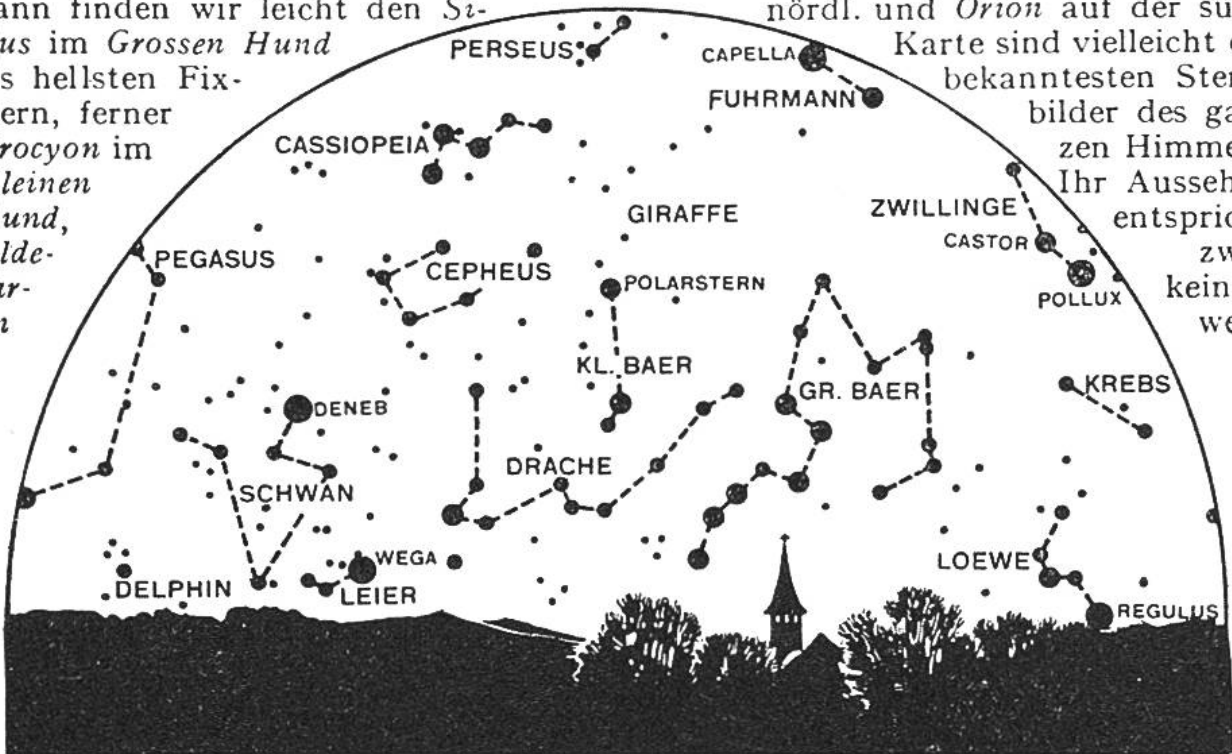 ann finden wir leicht den Si-
us im Grossen Hund
s hellsten Fix-
ern, ferner
rocyon im
leinen
und,
lde-
ar-
n
nördl. und Orion auf der sü
Karte sind vielleicht
bekanntesten Ster
bilder des ga
zen Himme
Ihr Ausseh
entspric
zw
kein
we
PERSEUS
CAPELLA
FUHRMANN
CASSIOPEIA
GIRAFFE
ZWILLINGE
CASTOR
POLLUX
PEGASUS
CEPHEUS
POLARSTERN
KL. BAER
GR. BAER
KREBS
DENEB
DRACHE
SCHWAN
WEGA
LEIER
DELPHIN
LOEWE
REGULUS